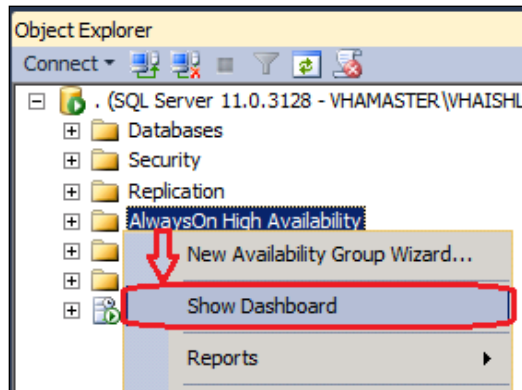 Object Explorer
Connect
. (SQL Server 11.0.3128 - VHAMASTER\VHAISHL
Databases
Security
Replication
AlwaysOn High Availability
New Availability Group Wizard...
Show Dashboard
Reports